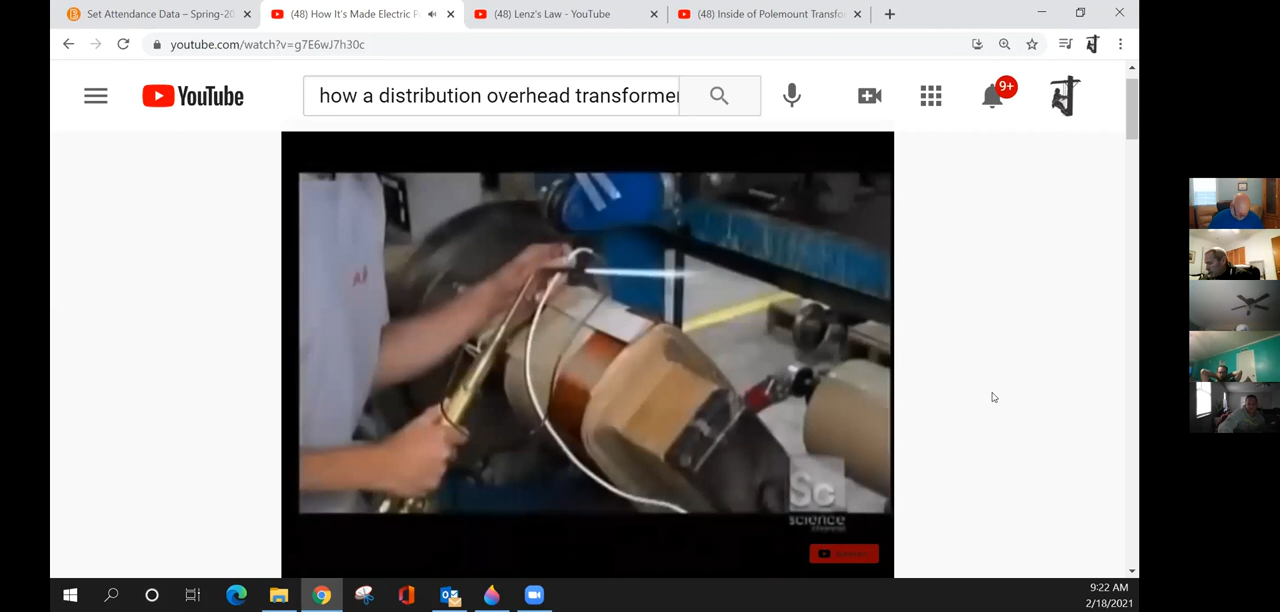 Set Attendance Data – Spring-20
(48) How It's Made Electric P
(48) Lenz's Law - YouTube
(48) Inside of Polemount Transfo
youtube.com/watch?v=g7E6wJ7h30c
YouTube
how a distribution overhead transformer
9+
Sc
science
channel
9:22 AM
2/18/2021